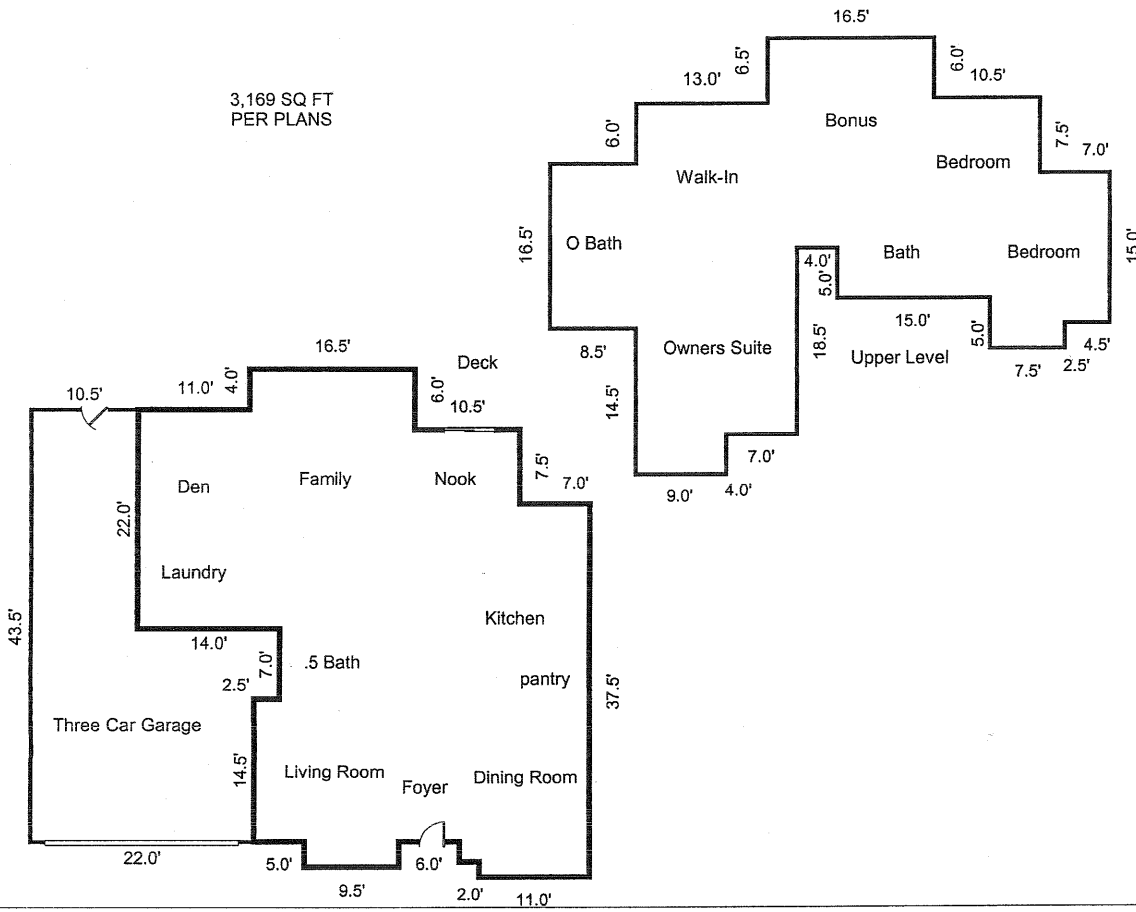 3,169 SQ FT
PER PLANS
16.5'
6.5'
6.0'
13.0'
10.5'
6.0'
7.5'
7.0'
Bonus
Bedroom
Walk-In
16.5'
O Bath
4.0'
5.0'
Bath
Bedroom
15.0'
8.5'
Owners Suite
18.5'
15.0'
Upper Level
5.0'
7.5'
2.5'
4.5'
14.5'
7.0'
9.0'
4.0'
16.5'
Deck
10.5'
11.0'
4.0'
6.0'
10.5'
7.5'
7.0'
Den
Family
Nook
22.0'
Laundry
Kitchen
43.5'
14.0'
7.0'
.5 Bath
2.5'
pantry
37.5'
Three Car Garage
14.5'
Living Room
Foyer
Dining Room
22.0'
5.0'
6.0'
9.5'
2.0'
11.0'